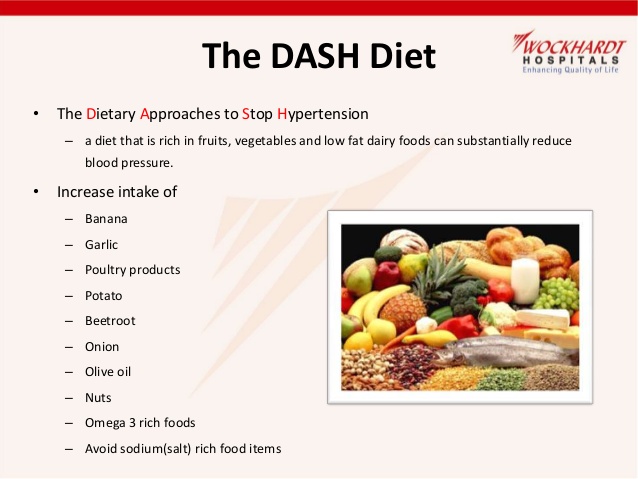 WOCKHARDT
HOSPITALS
Enhancing Quality of Life
The DASH Diet
• The Dietary Approaches to Stop Hypertension
– a diet that is rich in fruits, vegetables and low fat dairy foods can substantially reduce
blood pressure.
• Increase intake of
– Banana
– Garlic
– Poultry products
– Potato
– Beetroot
– Onion
– Olive oil
– Nuts
– Omega 3 rich foods
– Avoid sodium(salt) rich food items